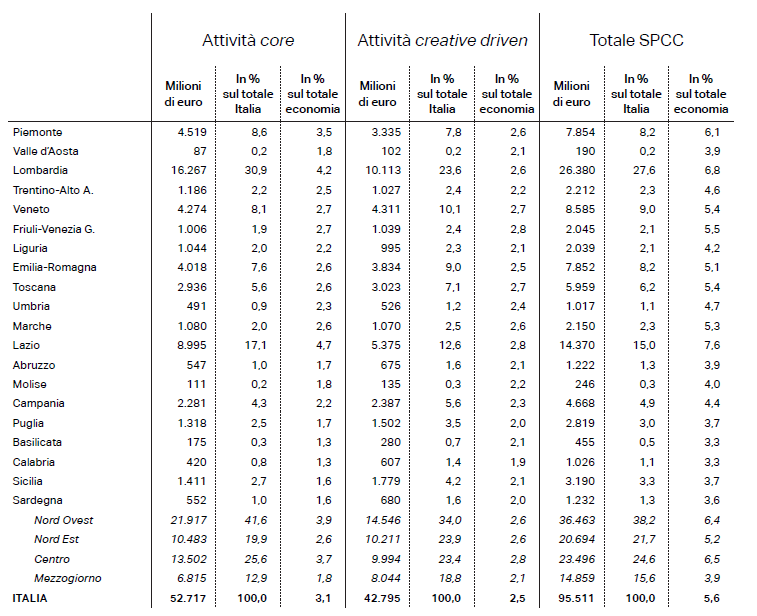 Attività core Attività creative driven Totale SPCC
Milioni di euro In % sul totale Italia In % sul totale economia Milioni di euro In % sul totale Italia In % sul totale economia Milioni di euro In % sul totale Italia In % sul totale economia
Piemonte 4.519 8,6 3,5 3.335 7,8 2,6 7.854 8,2 6,1
Valle d'Aosta 87 0,2 1,8 102 0,2 2,1 190 0,2 3,9
Lombardia 16.267 30,9 4,2 10.113 23,6 2,6 26.380 27,6 6,8
Trentino-Alto A. 1.186 2,2 2,5 1.027 2,4 2,2 2.212 2,3 4,6
Veneto 4.274 8,1 2,7 4.311 10,1 2,7 8.585 9,0 5,4
Friuli-Venezia G. 1.006 1,9 2,7 1.039 2,4 2,8 2.045 2,1 5,5
Liguria 1.044 2,0 2,2 995 2,3 2,1 2.039 2,1 4,2
Emilia-Romagna 4.018 7,6 2,6 3.834 9,0 2,5 7.852 8,2 5,1
Toscana 2.936 5,6 2,6 3.023 7,1 2,7 5.959 6,2 5,4
Umbria 491 0,9 2,3 526 1,2 2,4 1.017 1,1 4,7
Marche 1.080 2,0 2,6 1.070 2,5 2,6 2.150 2,3 5,3
Lazio 8.995 17,1 4,7 5.375 12,6 2,8 14.370 15,0 7,6
Abruzzo 547 1,0 1,7 675 1,6 2,1 1.222 1,3 3,9
Molise 111 0,2 1,8 135 0,3 2,2 246 0,3 4,0
Campania 2.281 4,3 2,2 2.387 5,6 2,3 4.668 4,9 4,4
Puglia 1.318 2,5 1,7 1.502 3,5 2,0 2.819 3,0 3,7
Basilicata 175 0,3 1,3 280 0,7 2,1 455 0,5 3,3
Calabria 420 0,8 1,3 607 1,4 1,9 1.026 1,1 3,3
Sicilia 1.411 2,7 1,6 1.779 4,2 2,1 3.190 3,3 3,7
Sardegna 552 1,0 1,6 680 1,6 2,0 1.232 1,3 3,6
Nord Ovest 21.917 41,6 3,9 14.546 34,0 2,6 36.463 38,2 6,4
Nord Est 10.483 19,9 2,6 10.211 23,9 2,6 20.694 21,7 5,2
Centro 13.502 25,6 3,7 9.994 23,4 2,8 23.496 24,6 6,5
Mezzogiorno 6.815 12,9 1,8 8.044 18,8 2,1 14.859 15,6 3,9
ITALIA 52.717 100,0 3,1 42.795 100,0 2,5 95.511 100,0 5,6